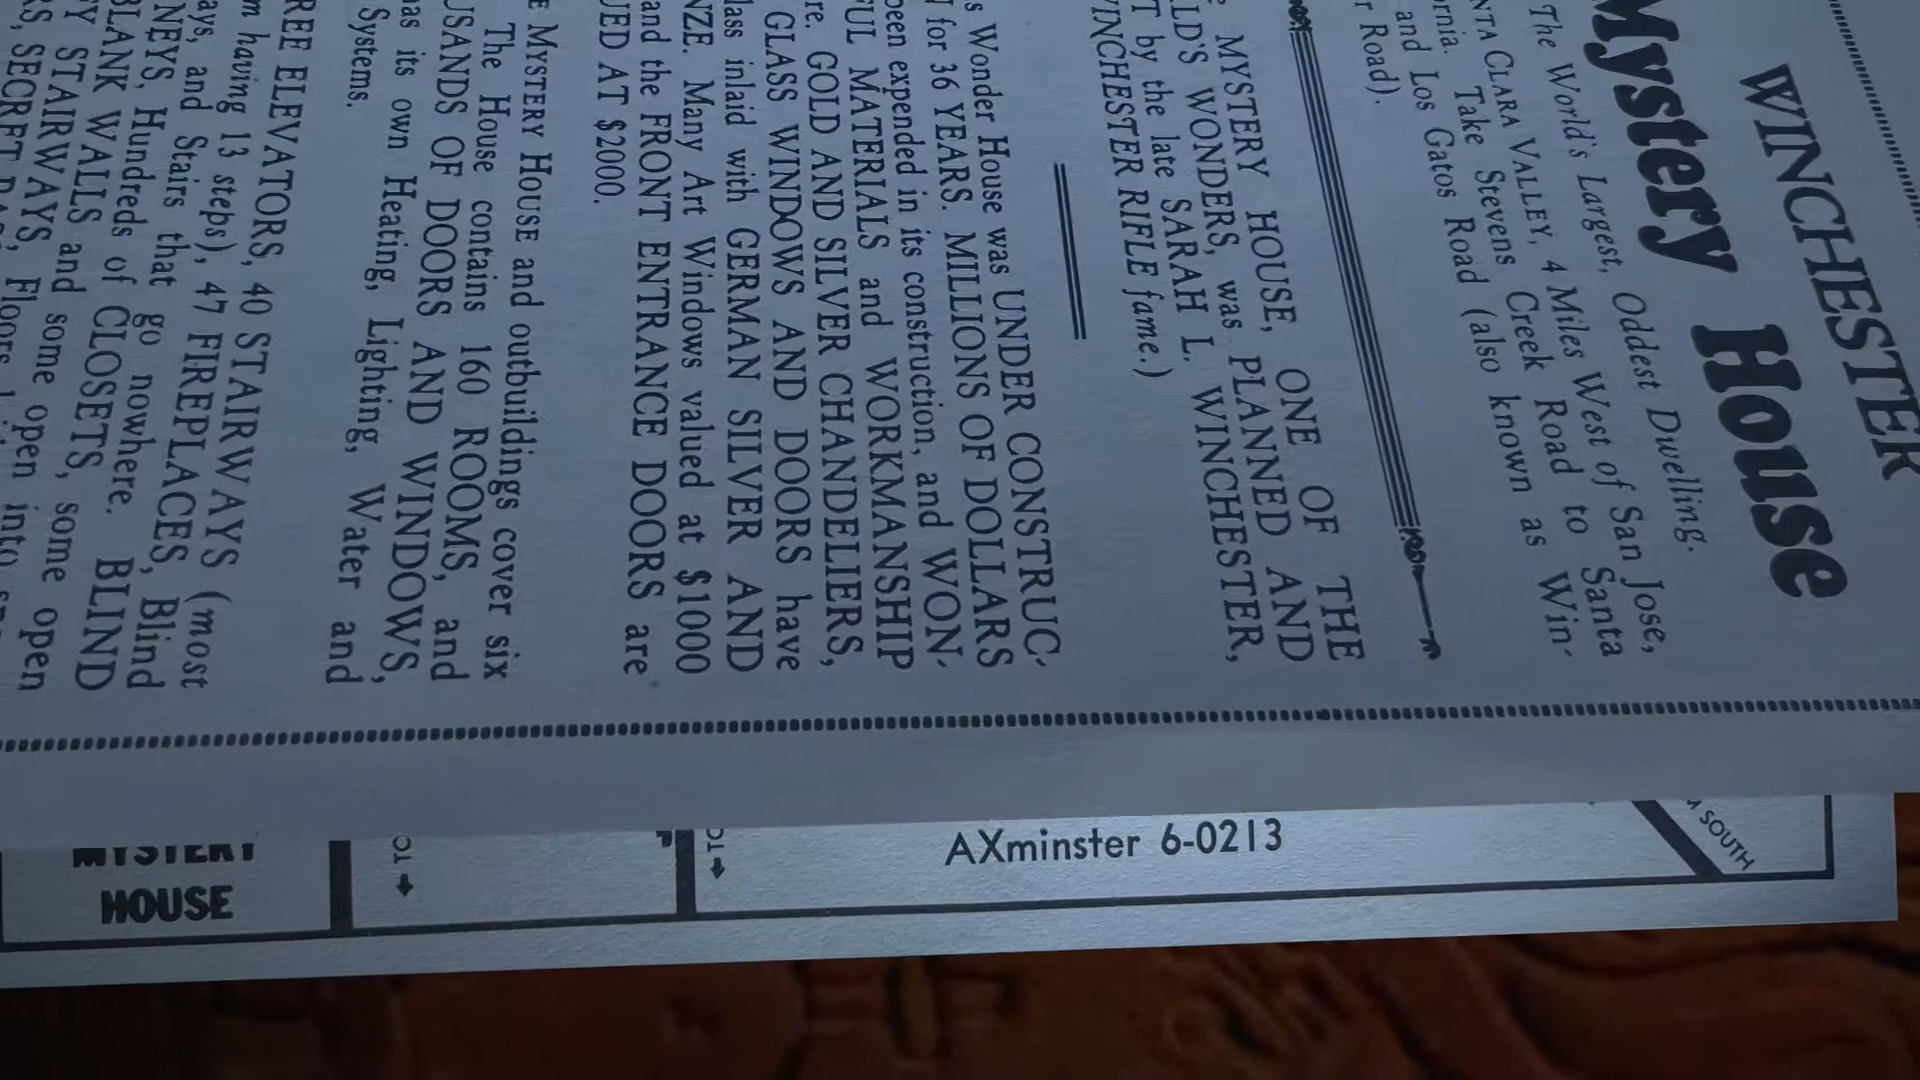 WINCHESTER
Mystery House
The World's Largest, Oddest Dwelling.
CLARA VALLEY, 4 Miles West of San Jose,
Take Stevens Creek Road to Santa
and Los Gatos Road (also known as Win-
Road).
MYSTERY HOUSE, ONE OF THE
WONDERS, was PLANNED AND
by the late SARAH L. WINCHESTER,
WINCHESTER RIFLE fame.)
Wonder House was UNDER CONSTRUC-
for 36 YEARS. MILLIONS OF DOLLARS
been expended in its construction, and WON-
MATERIALS and WORKMANSHIP
GOLD AND SILVER CHANDELIERS,
GLASS WINDOWS AND DOORS have
inlaid with GERMAN SILVER AND
Many Art Windows valued at $1000
and the FRONT ENTRANCE DOORS are
AT $2000.
MYSTERY HOUSE and outbuildings cover six
The House contains 160 ROOMS, and
OF DOORS AND WINDOWS,
its own Heating, Lighting, Water and
Systems.
ELEVATORS, 40 STAIRWAYS (most
having 13 steps), 47 FIREPLACES, Blind
and Stairs that go nowhere. BLIND
Hundreds of CLOSETS, some open
BLANK WALLS and some open
STAIRWAYS, Floors
SECRET
MYSTERY
HOUSE
TO
TO
AXminster 6-0213
SOUTH